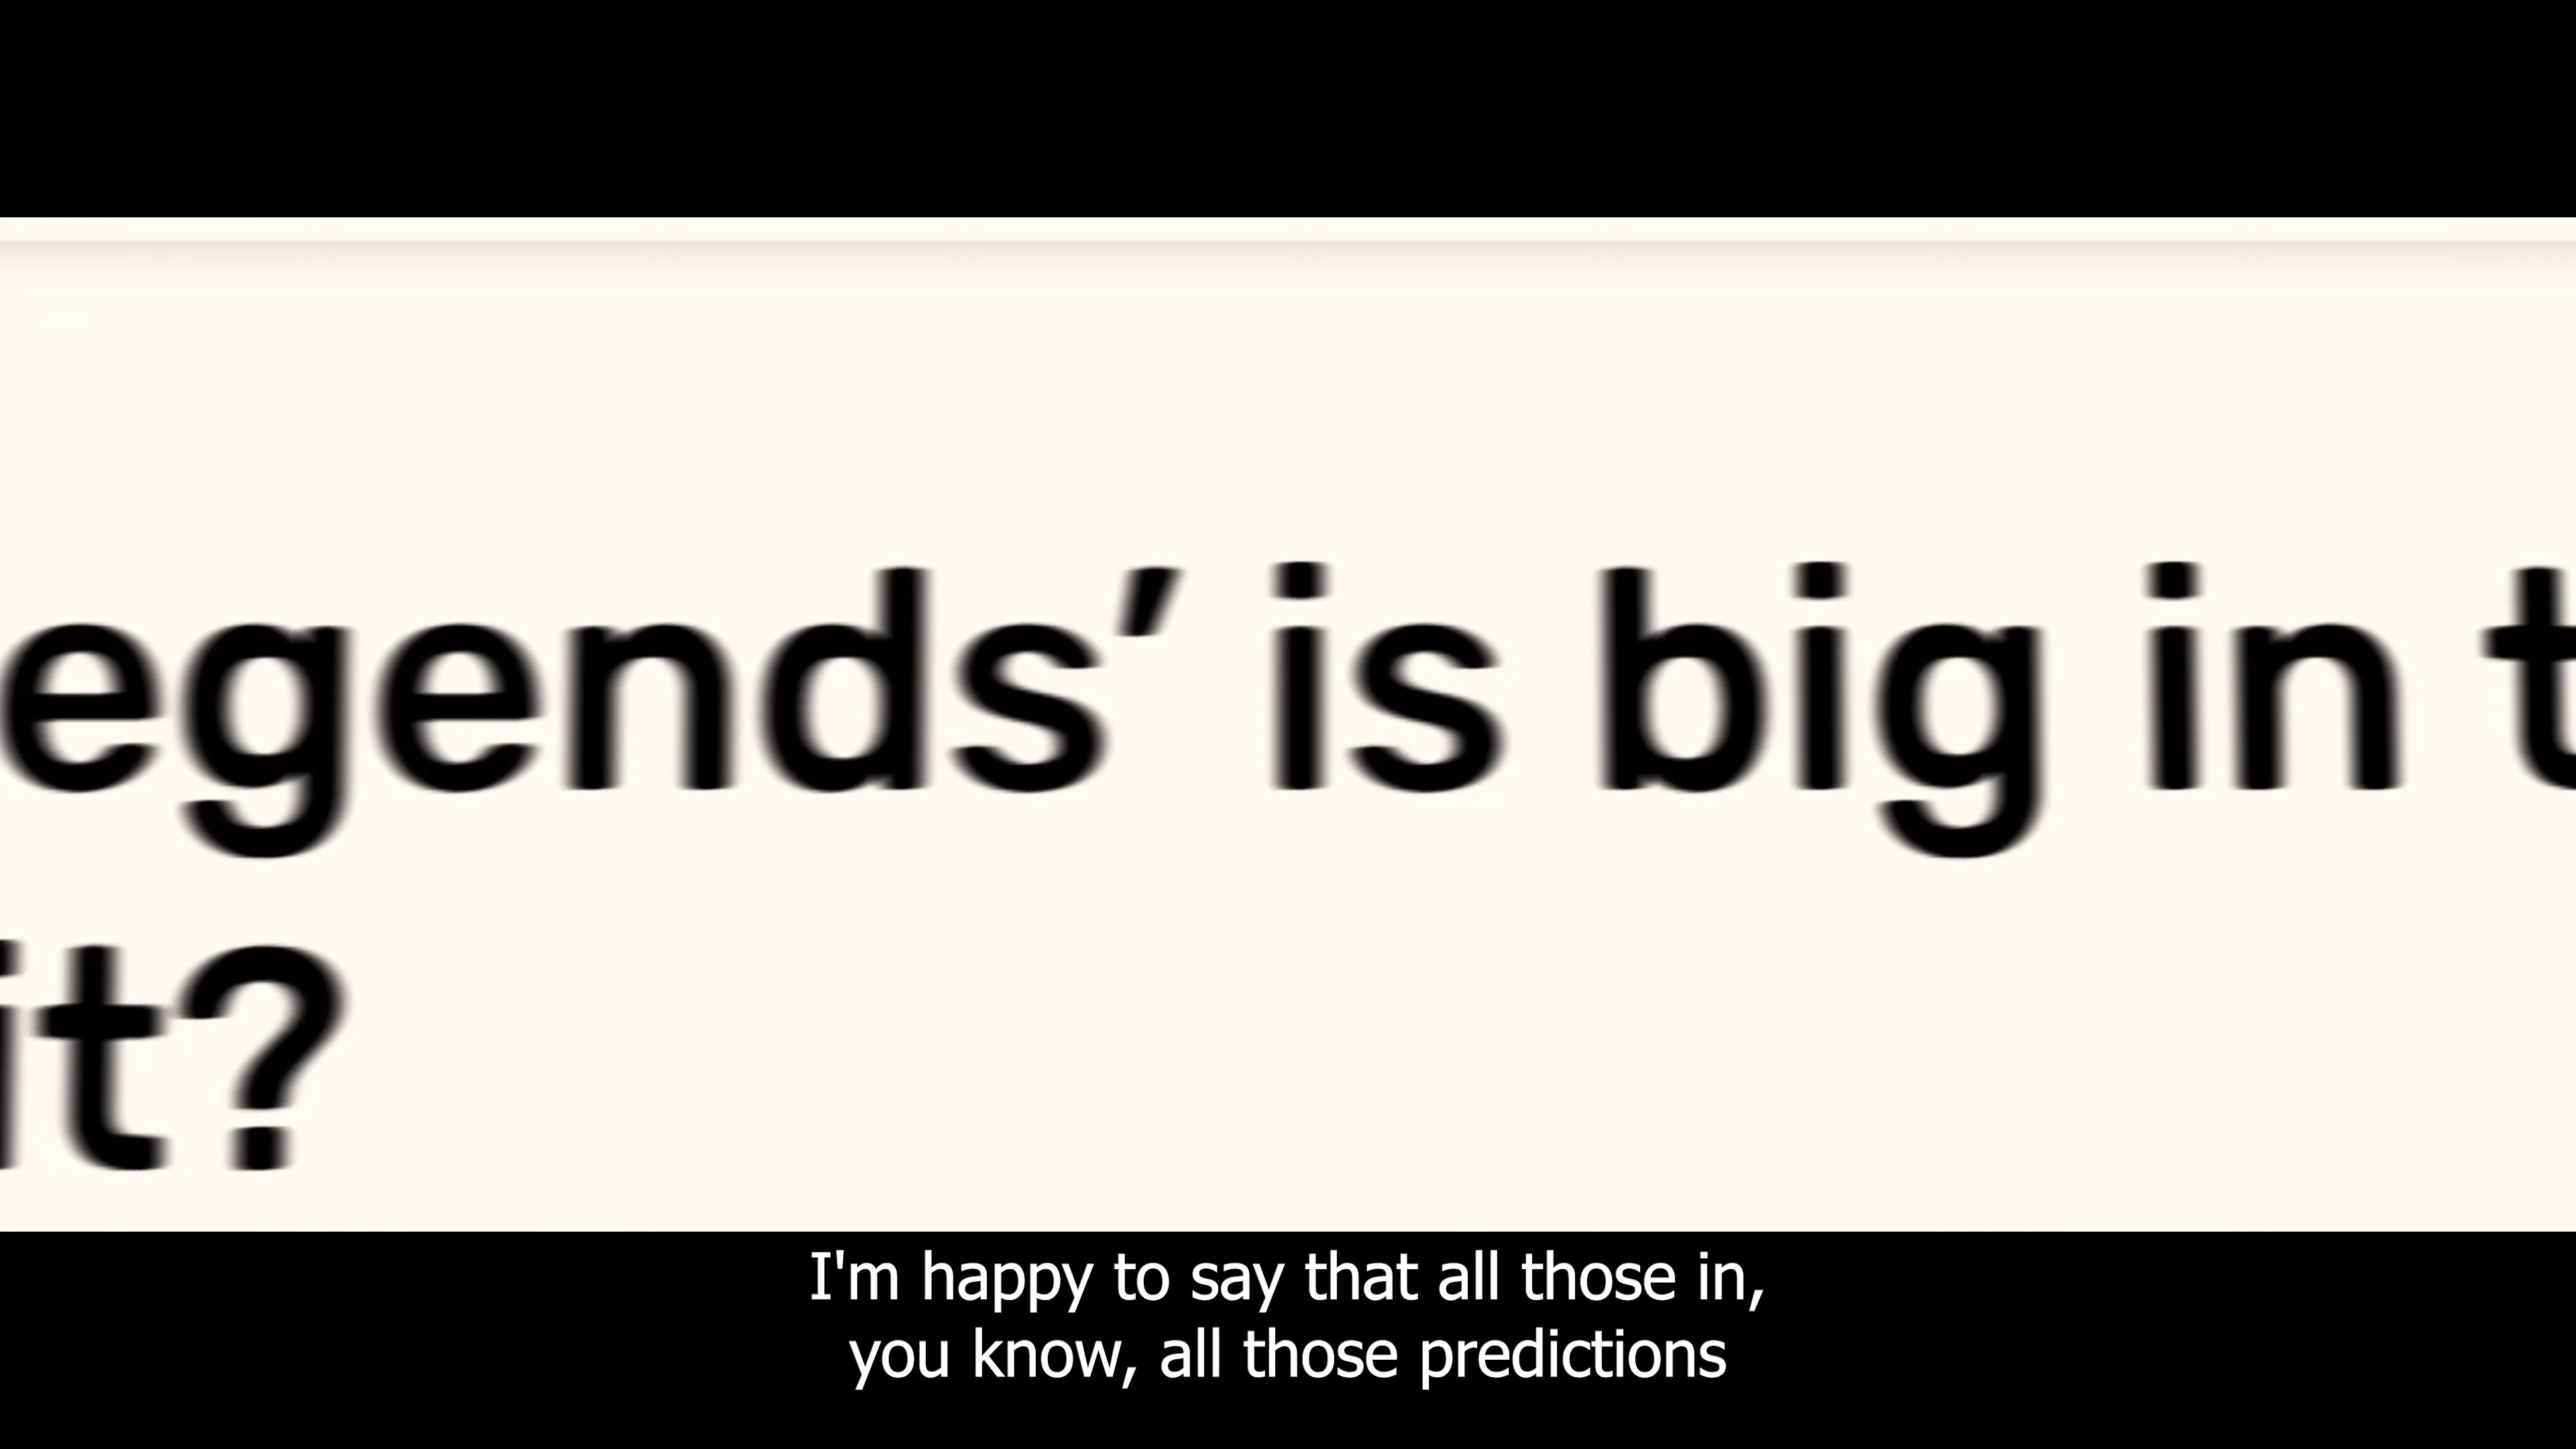 egends’ is big in t
it?
I'm happy to say that all those in,
you know, all those predictions